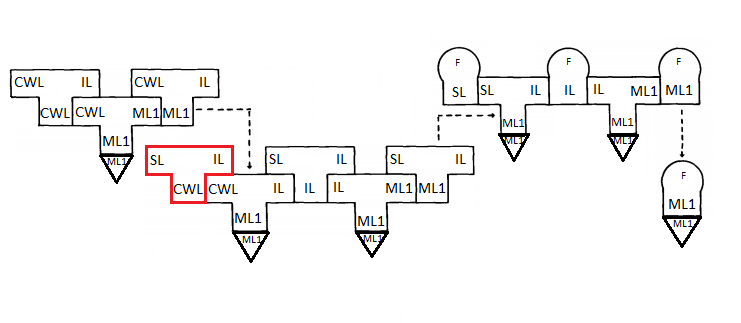 F F F
CWL IL CWL IL
SL SL IL IL IL ML1 ML1
CWL CWL ML1 ML1
ML1 ML1
ML1
ML1 ML1
SL IL SL IL SL IL
ML1
F
CWL CWL IL IL IL ML1 ML1
ML1
ML1 ML1
ML1
ML1 ML1